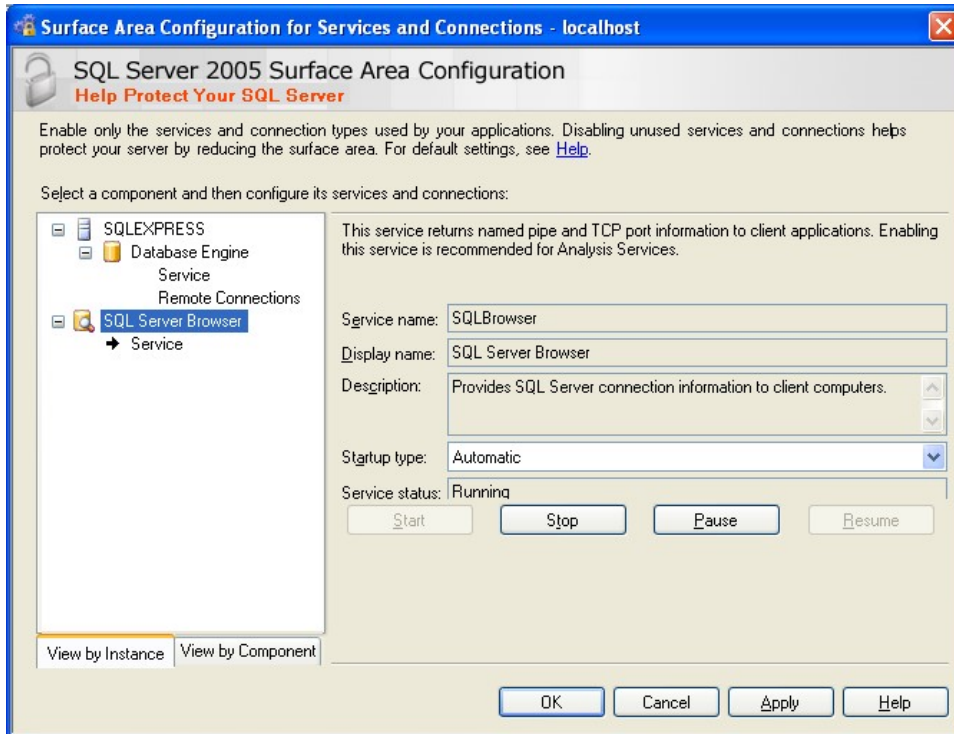 Surface Area Configuration for Services and Connections - localhost
SQL Server 2005 Surface Area Configuration
Help Protect Your SQL Server
Enable only the services and connection types used by your applications. Disabling unused services and connections helps
protect your server by reducing the surface area. For default settings, see Help.
Select a component and then configure its services and connections:
SQLEXPRESS
Database Engine
Service
Remote Connections
SQL Server Browser
Service
This service returns named pipe and TCP port information to client applications. Enabling
this service is recommended for Analysis Services.
Service name: SQLBrowser
Display name: SQL Server Browser
Description: Provides SQL Server connection information to client computers.
Startup type: Automatic
Service status: Running
Start Stop Pause Resume
View by Instance View by Component
OK Cancel Apply Help